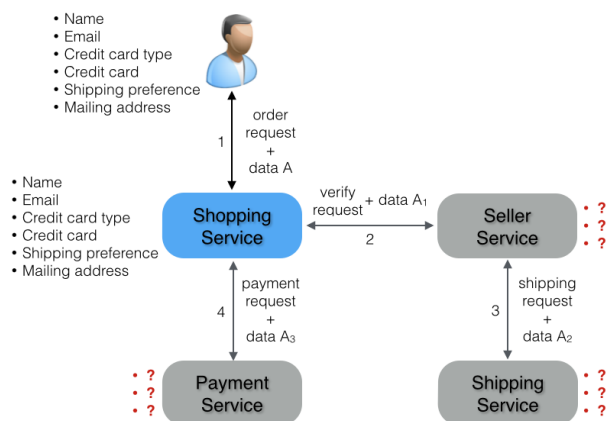 • Name
• Email
• Credit card type
• Credit card
• Shipping preference
• Mailing address
1
order
request
+
data A
• Name
• Email
• Credit card type
• Credit card
• Shipping preference
• Mailing address
Shopping
Service
verify
request + data A₁
2
Seller
Service
• ?
• ?
• ?
4
payment
request
+
data A₃
3
shipping
request
+
data A₂
• ?
• ?
• ?
Payment
Service
Shipping
Service
• ?
• ?
• ?